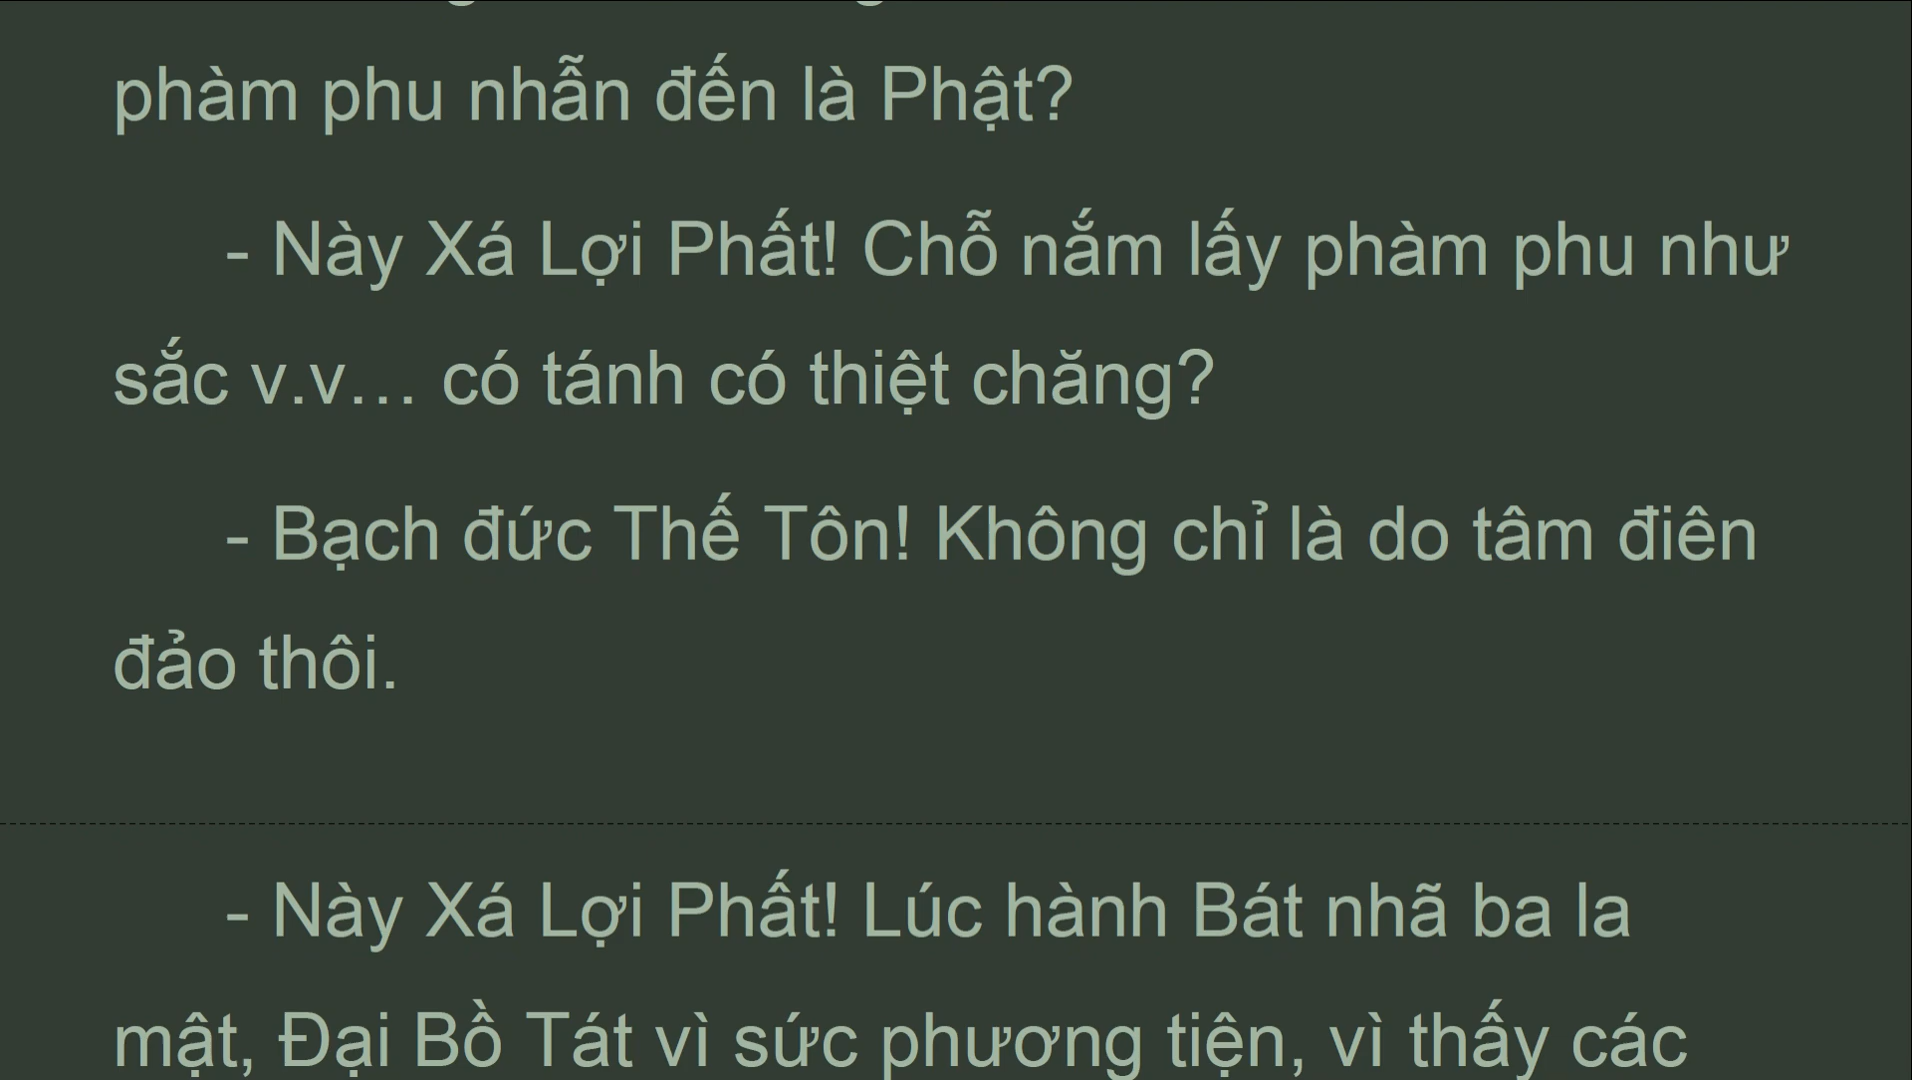 phàm phu nhẫn đến là Phật?
- Này Xá Lợi Phất! Chỗ nắm lấy phàm phu như
sắc v.v… có tánh có thiệt chăng?
- Bạch đức Thế Tôn! Không chỉ là do tâm điên
đảo thôi.
- Này Xá Lợi Phất! Lúc hành Bát nhã ba la
mật, Đại Bồ Tát vì sức phương tiện, vì thấy các